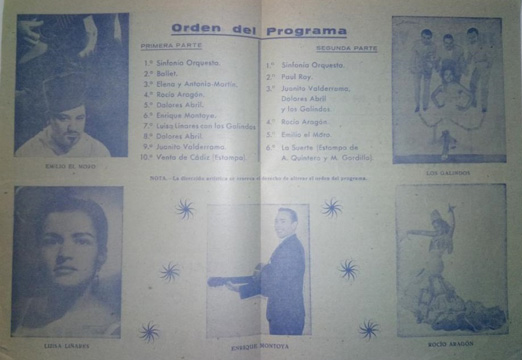 Orden del Programa
PRIMERA PARTE
1.º Sinfonía Orquesta.
2.º Ballet.
3.º Elena y Antonio Martín.
4.º Rocío Aragón.
5.º Dolores Abril.
6.º Enrique Montoya.
7.º Luisa Linares con los Galindos
8.º Dolores Abril.
9.º Juanito Valderrama.
10.º Venta de Cádiz (Estampa).
SEGUNDA PARTE
1.º Sinfonía Orquesta.
2.º Paul Ray.
3.º Juanito Valderrama,
Dolores Abril
y los Galindos.
4.º Rocío Aragón.
5.º Emilio el Moro.
6.º La Suerte (Estampa de
A. Quintero y M. Gordillo).
NOTA.- La dirección artística se reserva el derecho de alterar el orden del programa.
EMILIO EL MORO
LOS GALINDOS
LUISA LINARES
ENRIQUE MONTOYA
ROCÍO ARAGÓN